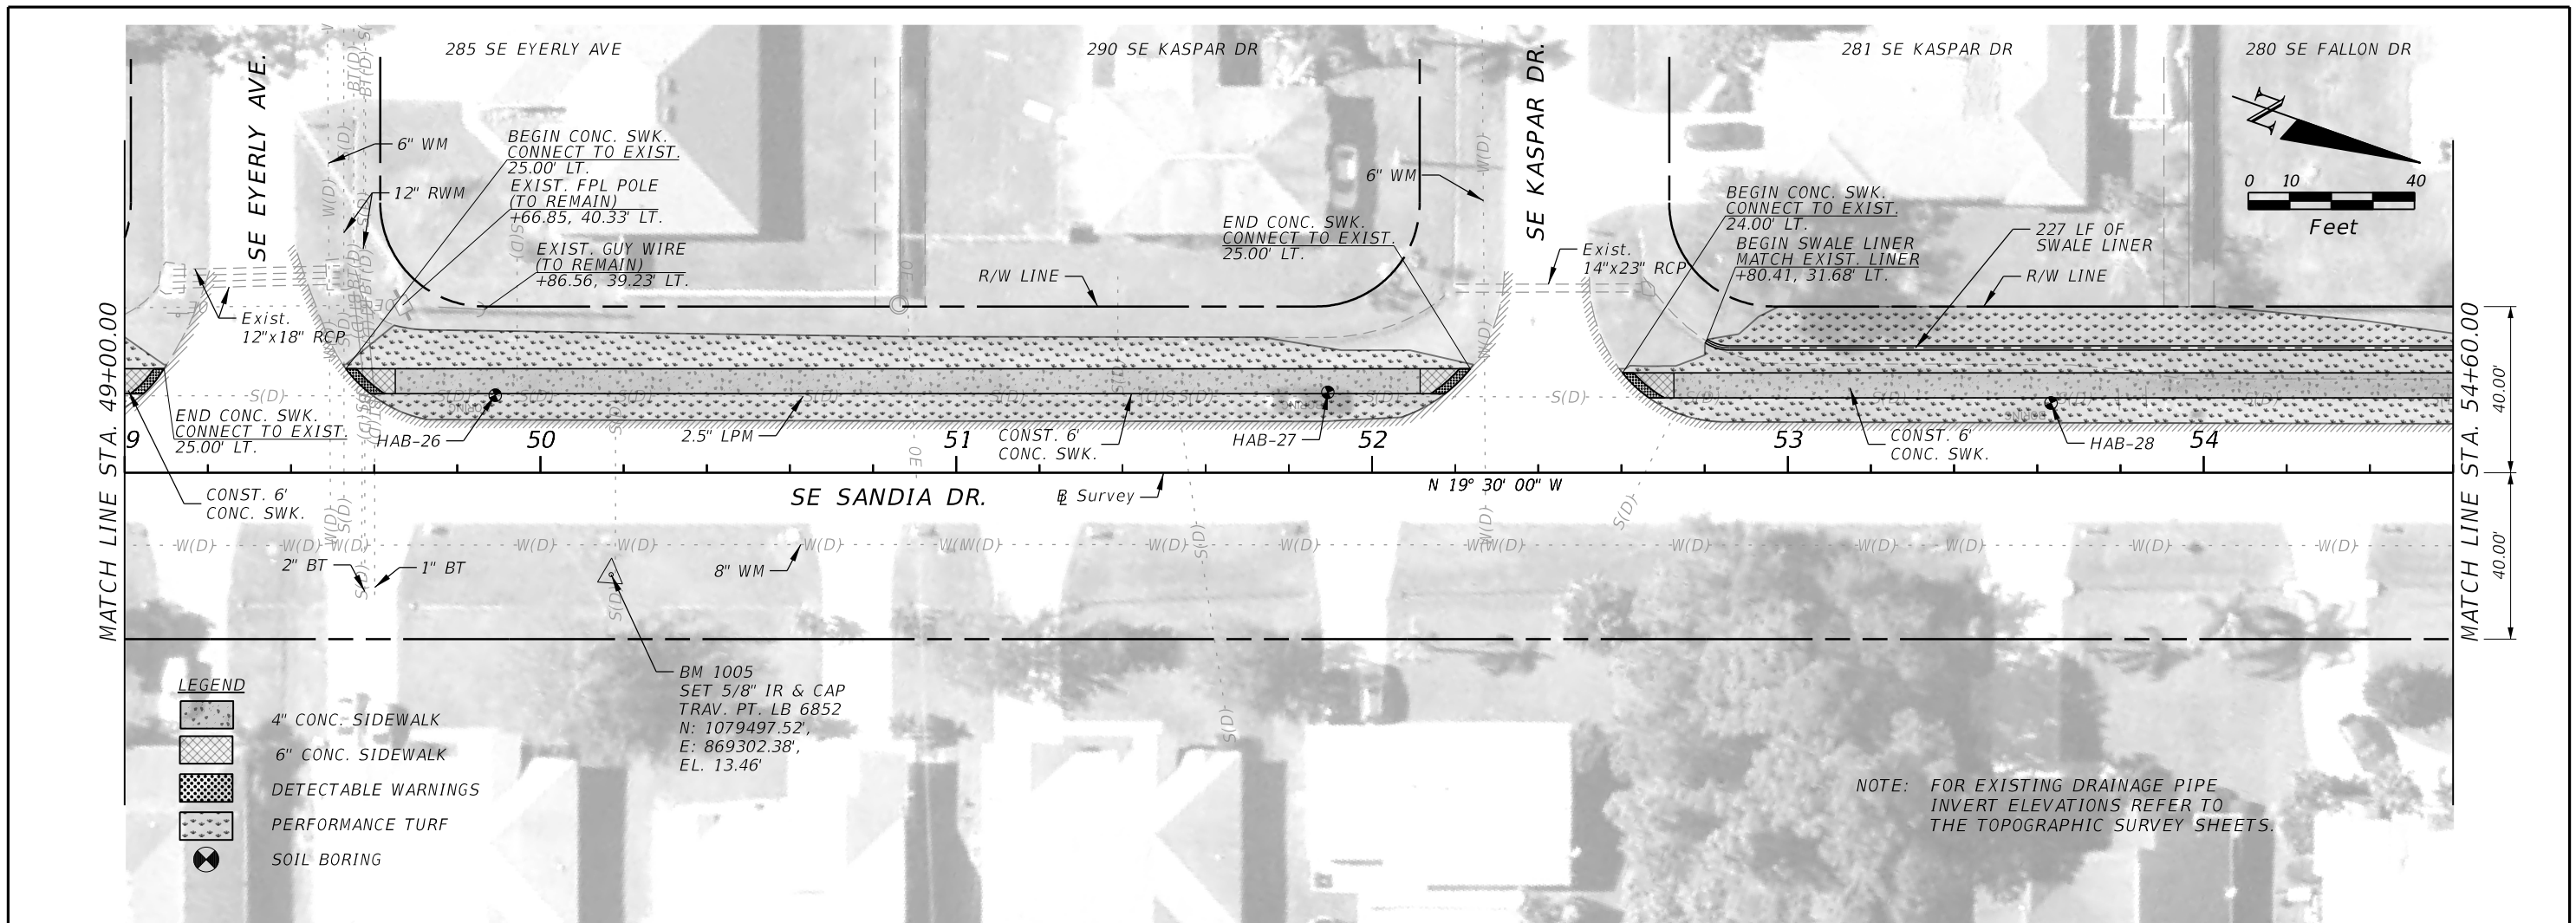 285 SE EYERLY AVE
290 SE KASPAR DR
281 SE KASPAR DR
280 SE FALLON DR
SE EYERLY AVE.
SE KASPAR DR.
N
0 10 40
Feet
6" WM
12" RWM
BEGIN CONC. SWK.
CONNECT TO EXIST.
25.00' LT.
EXIST. FPL POLE
(TO REMAIN)
+66.85, 40.33' LT.
EXIST. GUY WIRE
(TO REMAIN)
+86.56, 39.23' LT.
Exist.
12"x18" RCP
R/W LINE
END CONC. SWK.
CONNECT TO EXIST.
25.00' LT.
6" WM
Exist.
14"x23" RCP
BEGIN CONC. SWK.
CONNECT TO EXIST.
24.00' LT.
BEGIN SWALE LINER
MATCH EXIST. LINER
+80.41, 31.68' LT.
227 LF OF
SWALE LINER
R/W LINE
MATCH LINE STA. 49+00.00
MATCH LINE STA. 54+60.00
40.00'
40.00'
END CONC. SWK.
CONNECT TO EXIST.
25.00' LT.
HAB-26
2.5" LPM
CONST. 6'
CONC. SWK.
HAB-27
CONST. 6'
CONC. SWK.
HAB-28
9 50 51 52 53 54
CONST. 6'
CONC. SWK.
SE SANDIA DR.
BL Survey
N 19° 30' 00" W
W(D) W(D) W(D) W(D) W(D) W(D) W(D) W(D) W(D) W(D) W(D) W(D) W(D) W(D) W(D) W(D)
S(D) S(D) S(D) S(D) S(D) S(D)
BT(D) BT(D)
OE OE
2" BT
1" BT
8" WM
BM 1005
SET 5/8" IR & CAP
TRAV. PT. LB 6852
N: 1079497.52',
E: 869302.38',
EL. 13.46'
LEGEND
4" CONC. SIDEWALK
6" CONC. SIDEWALK
DETECTABLE WARNINGS
PERFORMANCE TURF
SOIL BORING
NOTE: FOR EXISTING DRAINAGE PIPE
INVERT ELEVATIONS REFER TO
THE TOPOGRAPHIC SURVEY SHEETS.